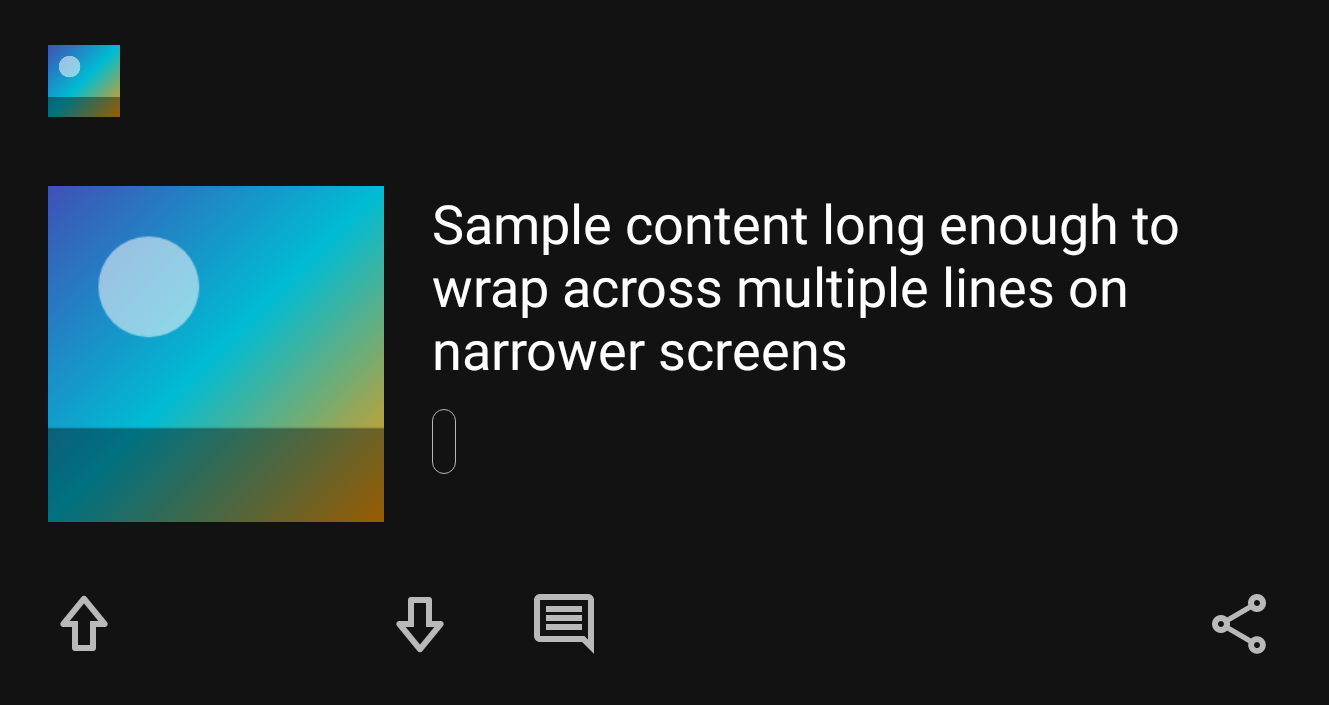 Sample content long enough to
wrap across multiple lines on
narrower screens